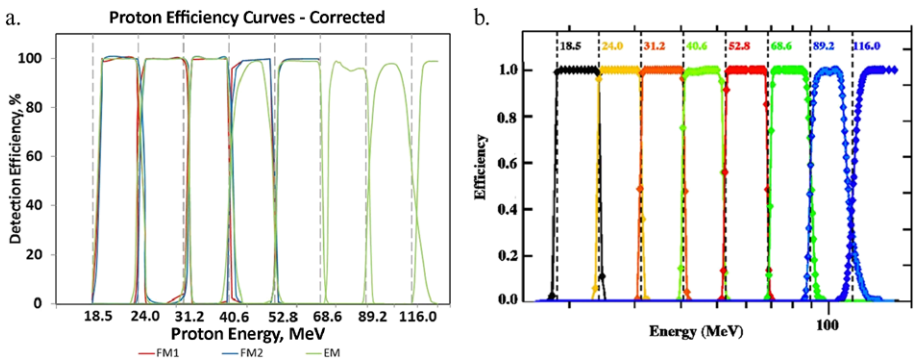 a.
Proton Efficiency Curves - Corrected
100
80
60
40
20
0
Detection Efficiency, %
18.5 24.0 31.2 40.6 52.8 68.6 89.2 116.0
Proton Energy, MeV
FM1 FM2 EM
b.
18.5 24.0 31.2 40.6 52.8 68.6 89.2 116.0
1.0
0.8
0.6
0.4
0.2
0.0
Efficiency
100
Energy (MeV)